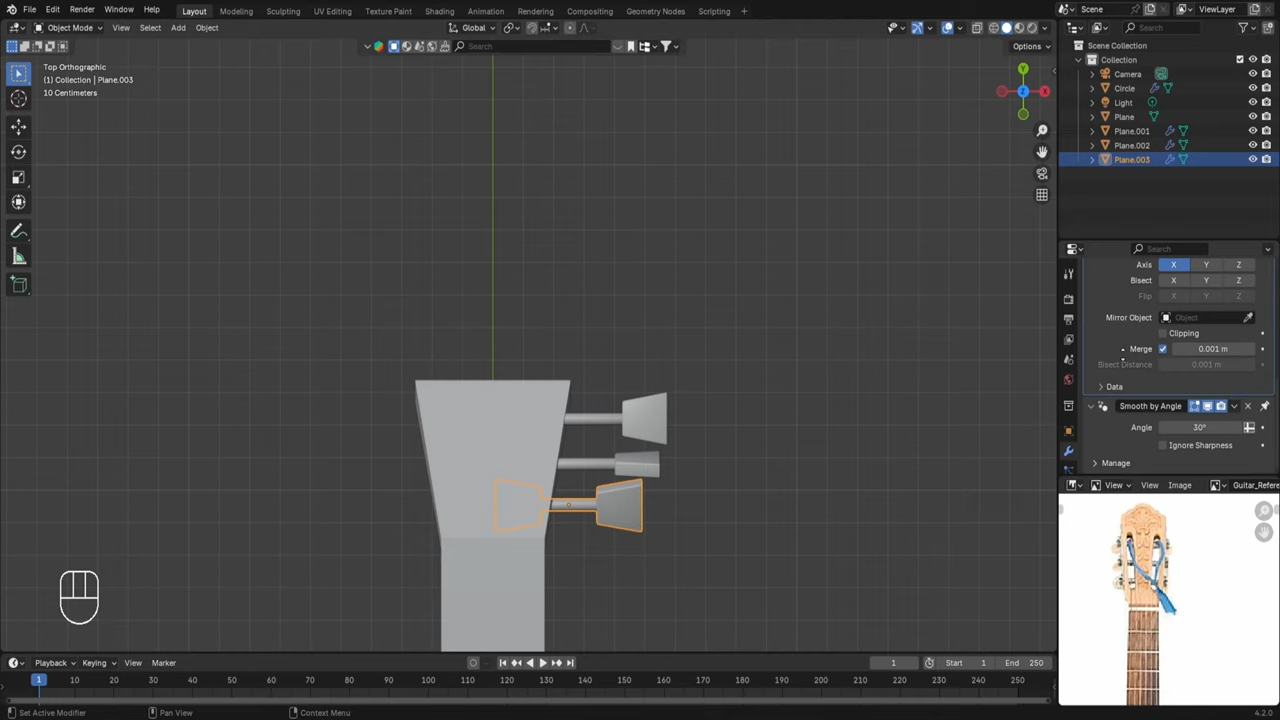 File Edit Render Window Help Layout Modeling Sculpting UV Editing Texture Paint Shading Animation Rendering Compositing Geometry Nodes Scripting Scene ViewLayer
Object Mode View Select Add Object Global Search
Search Options
Top Orthographic
(1) Collection | Plane.003
10 Centimeters
Y
Z
X
Scene Collection
Collection
Camera
Circle
Light
Plane
Plane.001
Plane.002
Plane.003
Search
Axis X Y Z
Bisect X Y Z
Flip X Y Z
Mirror Object Object
Clipping
Merge 0.001 m
Bisect Distance 0.001 m
Data
Smooth by Angle
Angle 30°
Ignore Sharpness
Manage
View View Image Guitar_Refere
Playback Keying View Marker 1 Start 1 End 250
1 10 20 30 40 50 60 70 80 90 100 110 120 130 140 150 160 170 180 190 200 210 220 230 240 250
Set Active Modifier Pan View Context Menu 4.2.0